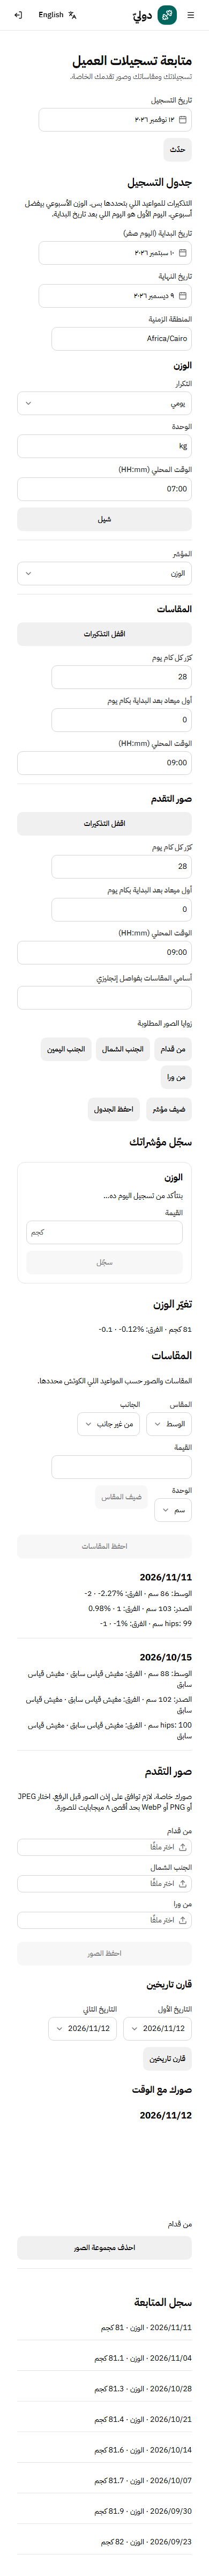 دوليّ
English
متابعة تسجيلات العميل
تسجيلاتك ومقاساتك وصور تقدمك الخاصة.
تاريخ التسجيل
١٢ نوفمبر ٢٠٢٦
حدّث
جدول التسجيل
التذكيرات للمواعيد اللي بتحددها بس. الوزن الأسبوعي بيفضل
أسبوعي. اليوم الأول هو اليوم اللي بعد تاريخ البداية.
تاريخ البداية (اليوم صفر)
١٠ سبتمبر ٢٠٢٦
تاريخ النهاية
٩ ديسمبر ٢٠٢٦
المنطقة الزمنية
Africa/Cairo
الوزن
التكرار
يومي
الوحدة
kg
الوقت المحلي (HH:mm)
07:00
شيل
المؤشر
الوزن
المقاسات
اقفل التذكيرات
كرّر كل كام يوم
28
أول ميعاد بعد البداية بكام يوم
0
الوقت المحلي (HH:mm)
09:00
صور التقدم
اقفل التذكيرات
كرّر كل كام يوم
28
أول ميعاد بعد البداية بكام يوم
0
الوقت المحلي (HH:mm)
09:00
أسامي المقاسات بفواصل إنجليزي
زوايا الصور المطلوبة
من قدام
الجنب الشمال
الجنب اليمين
من ورا
ضيف مؤشر
احفظ الجدول
سجّل مؤشراتك
الوزن
بنتأكد من تسجيل اليوم ده...
القيمة
كجم
سجّل
تغيّر الوزن
81 كجم · الفرق: -0.12% · -0.1
المقاسات
المقاسات والصور حسب المواعيد اللي الكوتش محددها.
المقاس
الجانب
الوسط
من غير جانب
القيمة
الوحدة
سم
ضيف المقاس
احفظ المقاسات
2026/11/11
الوسط: 86 سم · الفرق: -2.27% · -2
الصدر: 103 سم · الفرق: 1 · 0.98%
hips: 99 سم · الفرق: -1% · -1
2026/10/15
الوسط: 88 سم · الفرق: مفيش قياس سابق · مفيش قياس
سابق
الصدر: 102 سم · الفرق: مفيش قياس سابق · مفيش قياس
سابق
hips: 100 سم · الفرق: مفيش قياس سابق · مفيش قياس
سابق
صور التقدم
صورك خاصة. لازم توافق على إذن الصور قبل الرفع. اختار JPEG
أو PNG أو WebP بحد أقصى ٨ ميجابايت للصورة.
من قدام
اختر ملفًا
الجنب الشمال
اختر ملفًا
من ورا
اختر ملفًا
احفظ الصور
قارن تاريخين
التاريخ الأول
التاريخ التاني
2026/11/12
2026/11/12
قارن تاريخين
صورك مع الوقت
2026/11/12
من قدام
احذف مجموعة الصور
سجل المتابعة
2026/11/11 · الوزن · 81 كجم
2026/11/04 · الوزن · 81.1 كجم
2026/10/28 · الوزن · 81.3 كجم
2026/10/21 · الوزن · 81.4 كجم
2026/10/14 · الوزن · 81.6 كجم
2026/10/07 · الوزن · 81.7 كجم
2026/09/30 · الوزن · 81.9 كجم
2026/09/23 · الوزن · 82 كجم